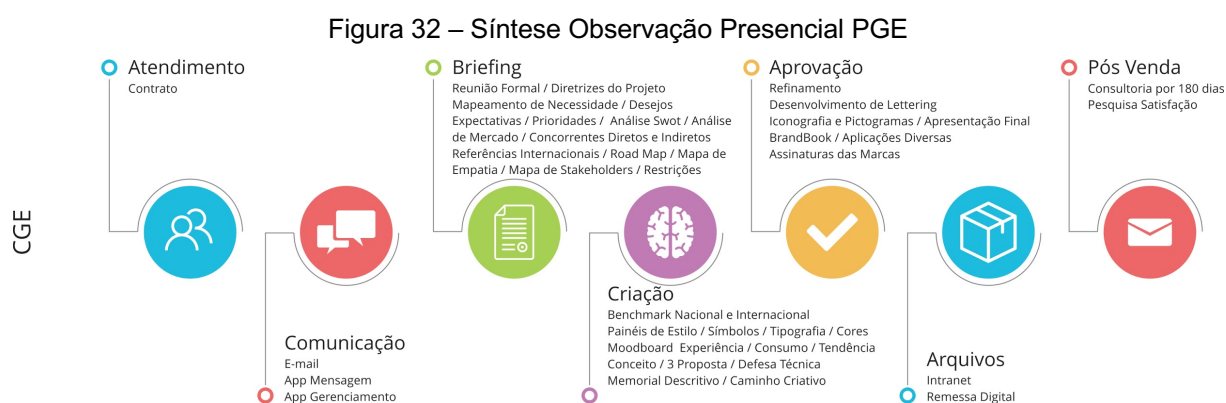 Figura 32 – Síntese Observação Presencial PGE
CGE
Atendimento
Contrato
Comunicação
E-mail
App Mensagem
App Gerenciamento
Briefing
Reunião Formal / Diretrizes do Projeto
Mapeamento de Necessidade / Desejos
Expectativas / Prioridades / Análise Swot / Análise
de Mercado / Concorrentes Diretos e Indiretos
Referências Internacionais / Road Map / Mapa de
Empatia / Mapa de Stakeholders / Restrições
Criação
Benchmark Nacional e Internacional
Painéis de Estilo / Símbolos / Tipografia / Cores
Moodboard Experiência / Consumo / Tendência
Conceito / 3 Proposta / Defesa Técnica
Memorial Descritivo / Caminho Criativo
Aprovação
Refinamento
Desenvolvimento de Lettering
Iconografia e Pictogramas / Apresentação Final
BrandBook / Aplicações Diversas
Assinaturas das Marcas
Arquivos
Intranet
Remessa Digital
Pós Venda
Consultoria por 180 dias
Pesquisa Satisfação